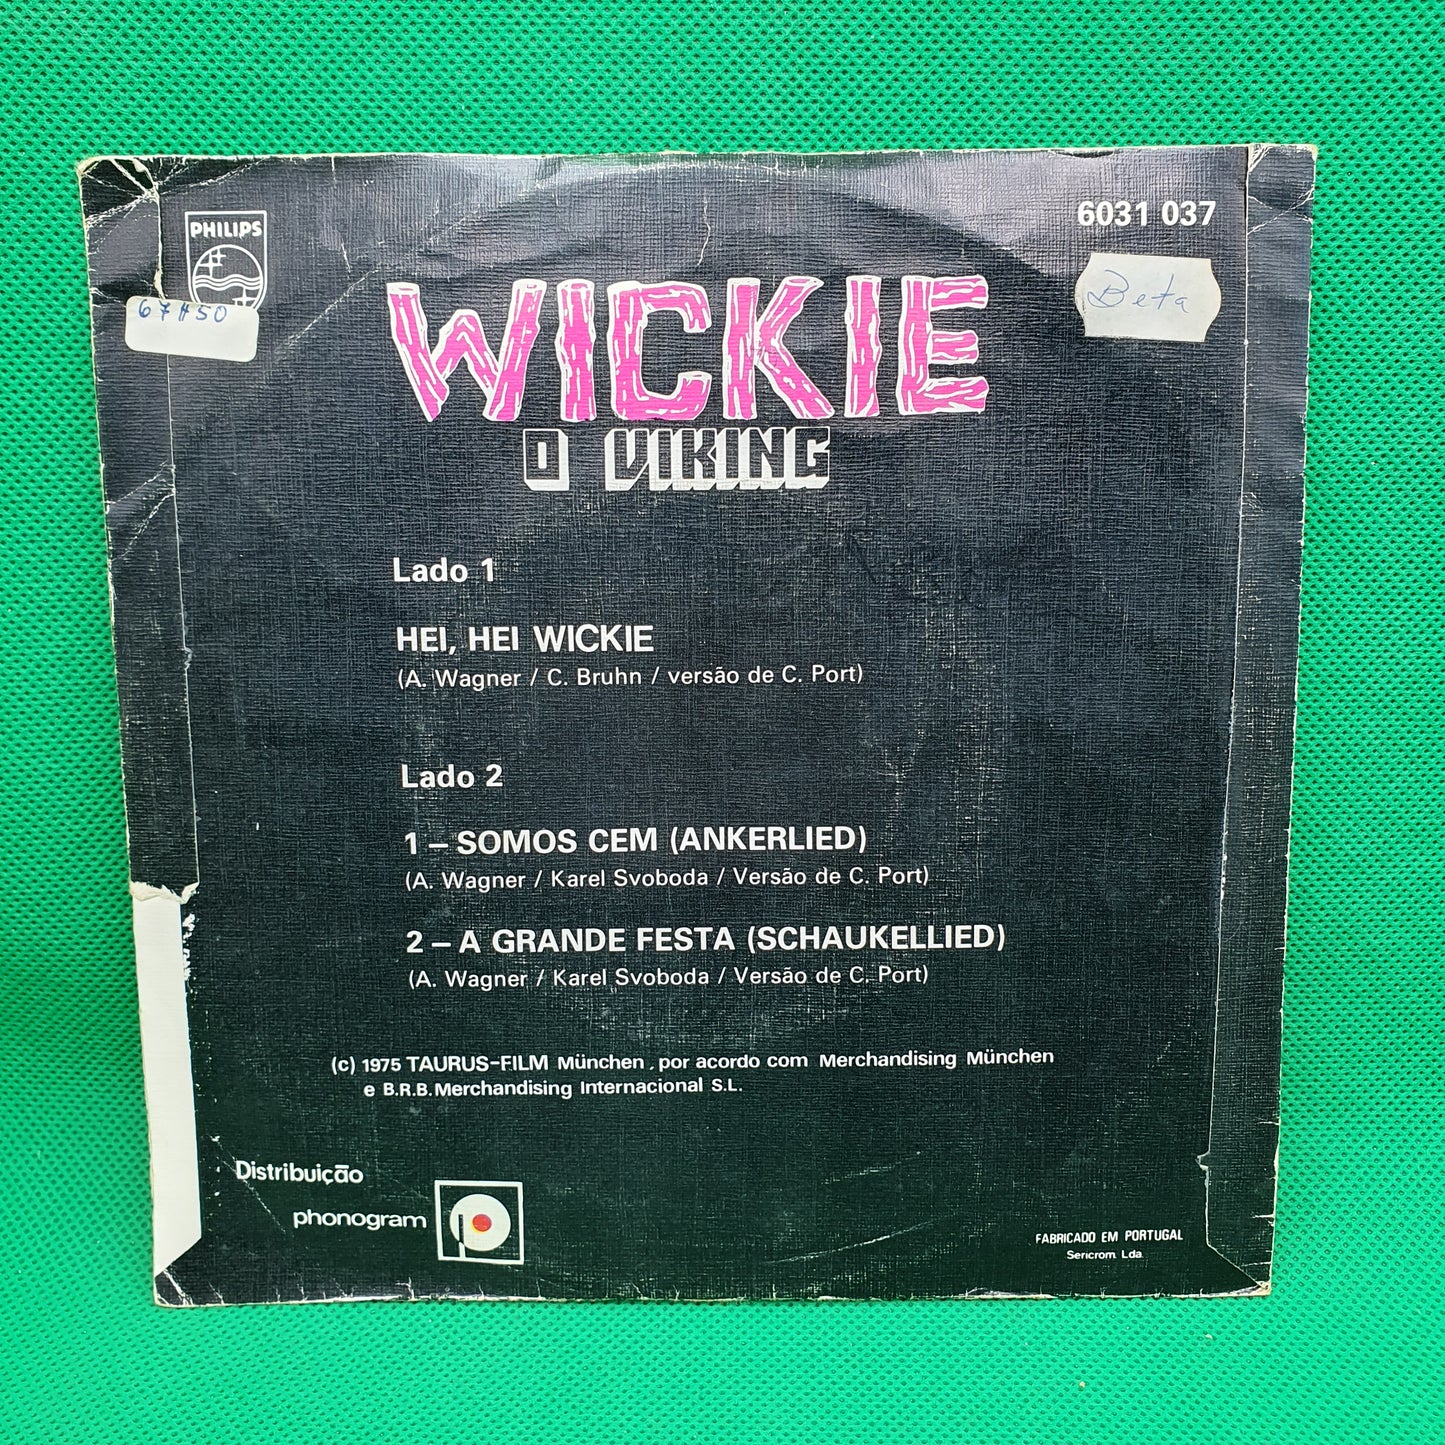 PHILIPS
6031 037
67$50
Beta
WICKIE
O VIKING
Lado 1
HEI, HEI WICKIE
(A. Wagner / C. Bruhn / versão de C. Port)
Lado 2
1 – SOMOS CEM (ANKERLIED)
(A. Wagner / Karel Svoboda / Versão de C. Port)
2 – A GRANDE FESTA (SCHAUKELLIED)
(A. Wagner / Karel Svoboda / Versão de C. Port)
(c) 1975 TAURUS-FILM München , por acordo com Merchandising München
e B.R.B. Merchandising Internacional S.L.
Distribuição
phonogram
FABRICADO EM PORTUGAL
Sericrom. Lda.